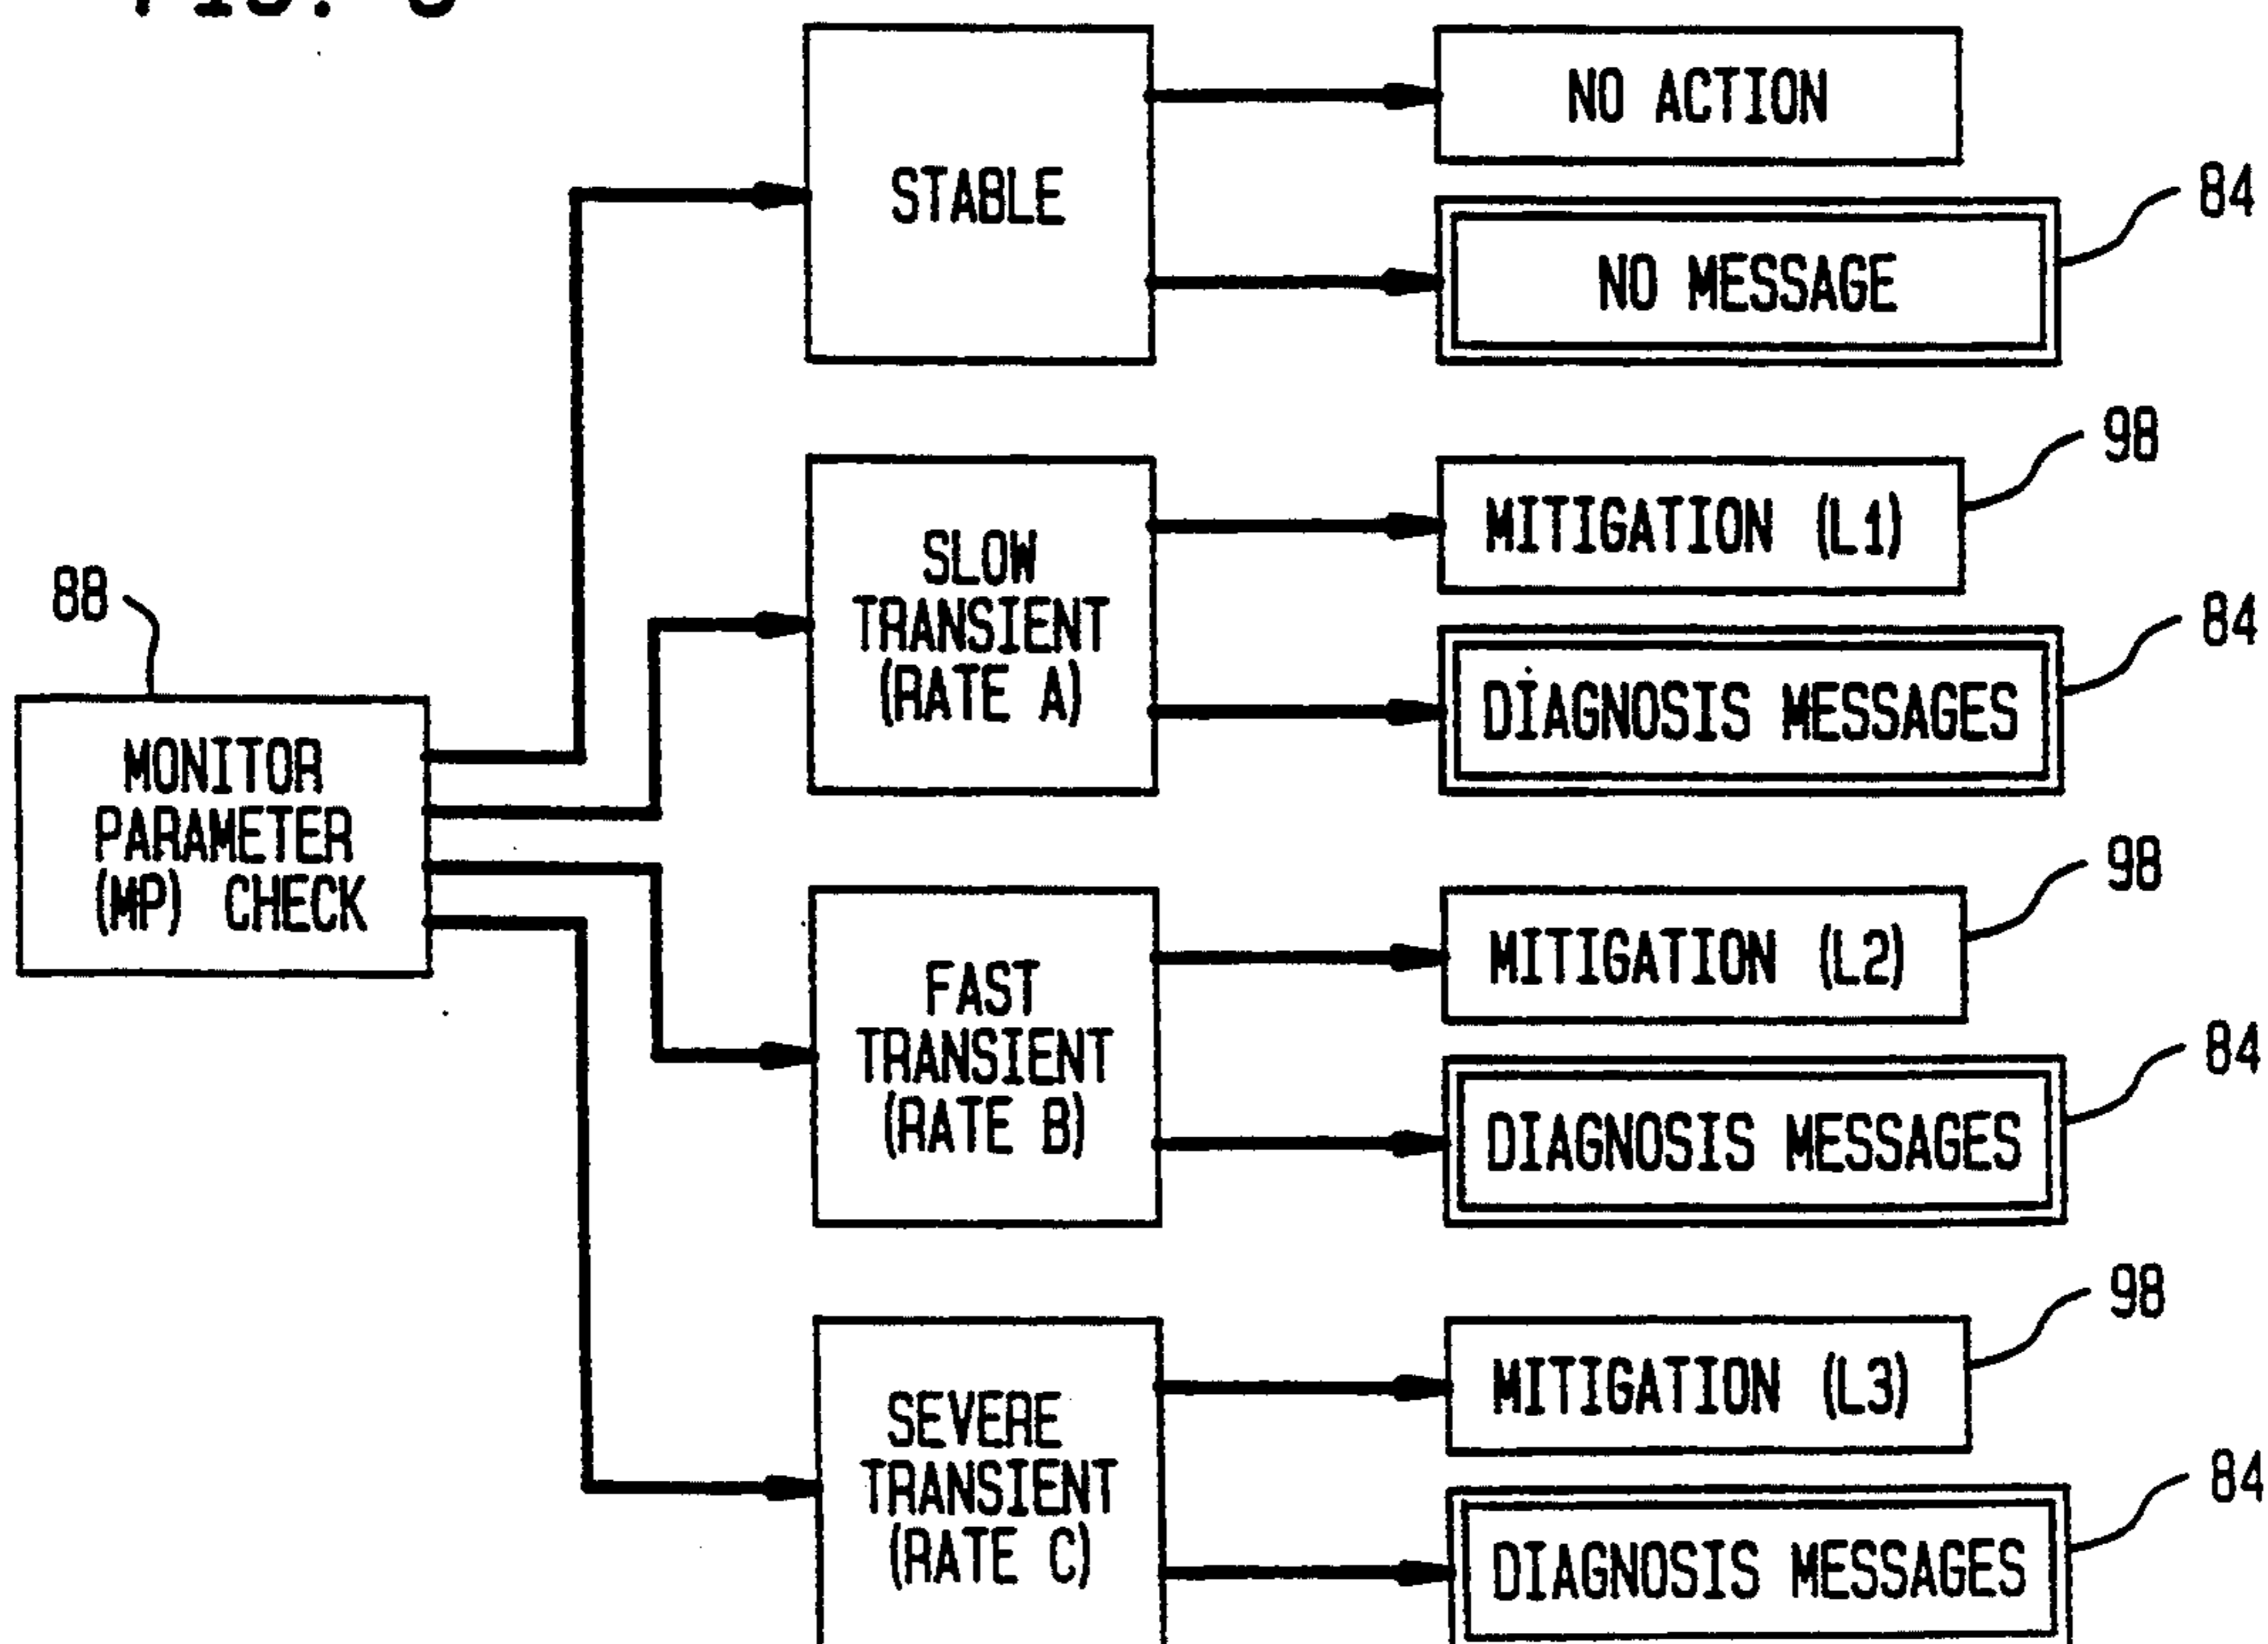 NO ACTION
STABLE
84
NO MESSAGE
98
MITIGATION (L1)
SLOW
TRANSIENT
(RATE A)
84
DIAGNOSIS MESSAGES
88
MONITOR
PARAMETER
(MP) CHECK
98
MITIGATION (L2)
FAST
TRANSIENT
(RATE B)
84
DIAGNOSIS MESSAGES
98
MITIGATION (L3)
SEVERE
TRANSIENT
(RATE C)
84
DIAGNOSIS MESSAGES